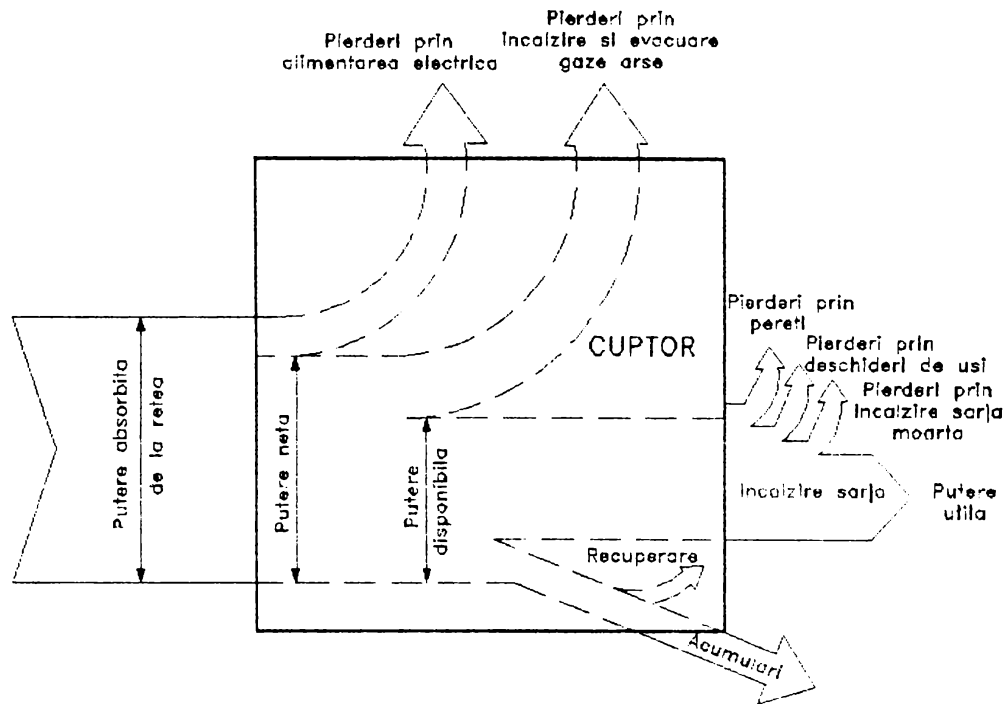 Pierderi prin
alimentarea electrica
Pierderi prin
incalzire si evacuare
gaze arse
Pierderi prin
pereti
CUPTOR
Pierderi prin
deschideri de usi
Pierderi prin
incalzire sarja
moarta
Putere absorbita
de la retea
Putere neta
Putere
disponibila
Incalzire sarja
Putere
utila
Recuperare
Acumulari